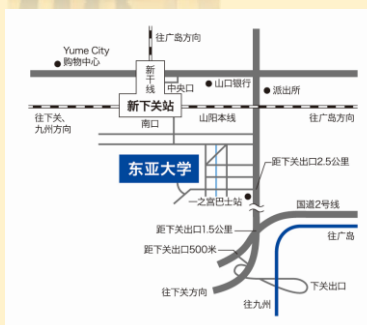 往广岛方向
Yume City
购物中心
新干线
中央口
山口银行
派出所
新下关站
往下关、
九州方向
南口
山阳本线
往广岛方向
东亚大学
距下关出口2.5公里
一之宫巴士站
国道2号线
距下关出口1.5公里
往广岛
距下关出口500米
下关出口
往下关方向
往九州